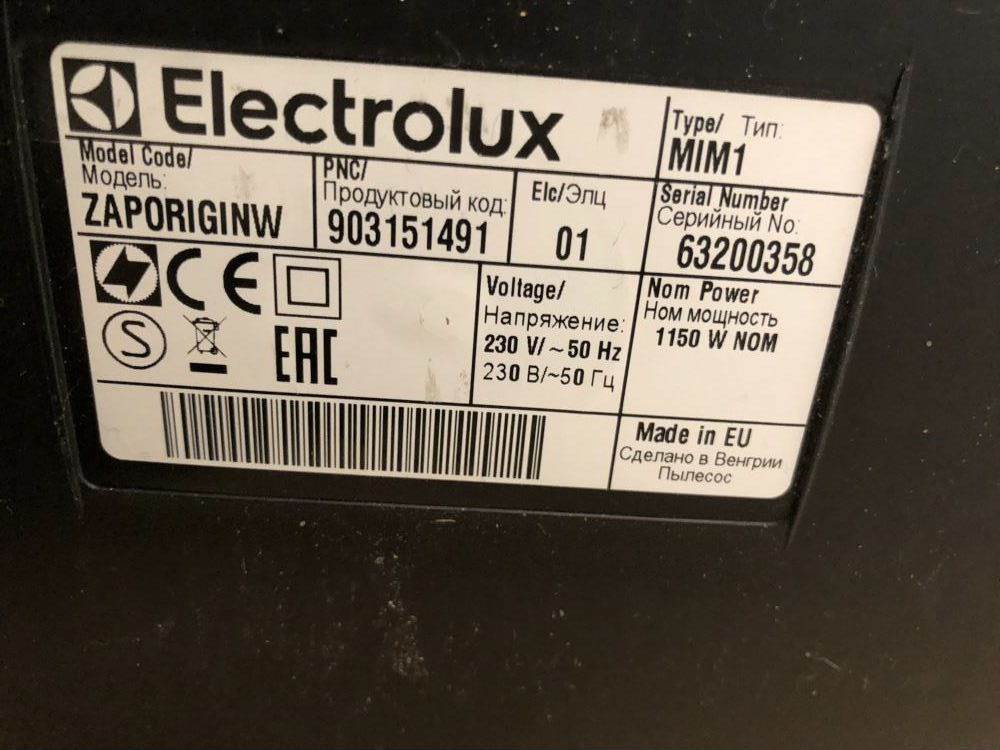 Electrolux
Type/ Тип:
MIM1
Model Code/
Модель:
ZAPORIGINW
PNC/
Продуктовый код:
903151491
Elc/Элц
01
Serial Number
Серийный No:
63200358
CE
S
EAC
Voltage/
Напряжение:
230 V/~50 Hz
230 В/~50 Гц
Nom Power
Ном мощность
1150 W NOM
Made in EU
Сделано в Венгрии
Пылесос